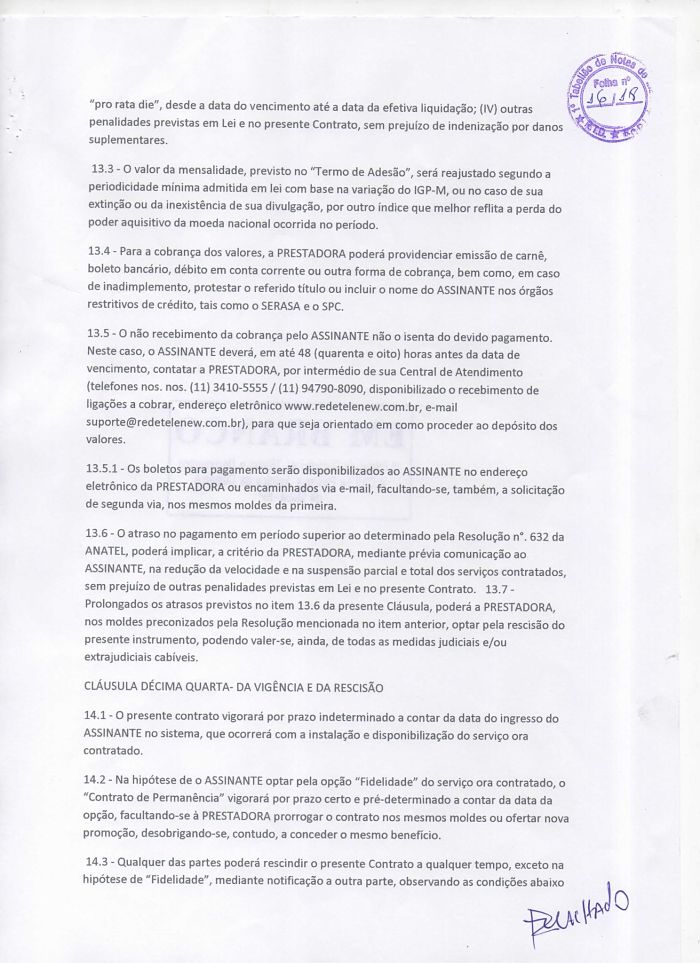 1º Tabelião de Notas de
Folha nº
16/18
R.T.D.
"pro rata die", desde a data do vencimento até a data da efetiva liquidação; (IV) outras
penalidades previstas em Lei e no presente Contrato, sem prejuízo de indenização por danos
suplementares.
13.3 - O valor da mensalidade, previsto no "Termo de Adesão", será reajustado segundo a
periodicidade mínima admitida em lei com base na variação do IGP-M, ou no caso de sua
extinção ou da inexistência de sua divulgação, por outro índice que melhor reflita a perda do
poder aquisitivo da moeda nacional ocorrida no período.
13.4 - Para a cobrança dos valores, a PRESTADORA poderá providenciar emissão de carnê,
boleto bancário, débito em conta corrente ou outra forma de cobrança, bem como, em caso
de inadimplemento, protestar o referido título ou incluir o nome do ASSINANTE nos órgãos
restritivos de crédito, tais como o SERASA e o SPC.
13.5 - O não recebimento da cobrança pelo ASSINANTE não o isenta do devido pagamento.
Neste caso, o ASSINANTE deverá, em até 48 (quarenta e oito) horas antes da data de
vencimento, contatar a PRESTADORA, por intermédio de sua Central de Atendimento
(telefones nos. nos. (11) 3410-5555 / (11) 94790-8090, disponibilizado o recebimento de
ligações a cobrar, endereço eletrônico www.redetelenew.com.br, e-mail
suporte@redetelenew.com.br), para que seja orientado em como proceder ao depósito dos
valores.
EM BRANCO
13.5.1 - Os boletos para pagamento serão disponibilizados ao ASSINANTE no endereço
eletrônico da PRESTADORA ou encaminhados via e-mail, facultando-se, também, a solicitação
de segunda via, nos mesmos moldes da primeira.
13.6 - O atraso no pagamento em período superior ao determinado pela Resolução n°. 632 da
ANATEL, poderá implicar, a critério da PRESTADORA, mediante prévia comunicação ao
ASSINANTE, na redução da velocidade e na suspensão parcial e total dos serviços contratados,
sem prejuízo de outras penalidades previstas em Lei e no presente Contrato.   13.7 -
Prolongados os atrasos previstos no item 13.6 da presente Cláusula, poderá a PRESTADORA,
nos moldes preconizados pela Resolução mencionada no item anterior, optar pela rescisão do
presente instrumento, podendo valer-se, ainda, de todas as medidas judiciais e/ou
extrajudiciais cabíveis.
CLÁUSULA DÉCIMA QUARTA- DA VIGÊNCIA E DA RESCISÃO
14.1 - O presente contrato vigorará por prazo indeterminado a contar da data do ingresso do
ASSINANTE no sistema, que ocorrerá com a instalação e disponibilização do serviço ora
contratado.
14.2 - Na hipótese de o ASSINANTE optar pela opção "Fidelidade" do serviço ora contratado, o
"Contrato de Permanência" vigorará por prazo certo e pré-determinado a contar da data da
opção, facultando-se à PRESTADORA prorrogar o contrato nos mesmos moldes ou ofertar nova
promoção, desobrigando-se, contudo, a conceder o mesmo benefício.
14.3 - Qualquer das partes poderá rescindir o presente Contrato a qualquer tempo, exceto na
hipótese de "Fidelidade", mediante notificação a outra parte, observando as condições abaixo